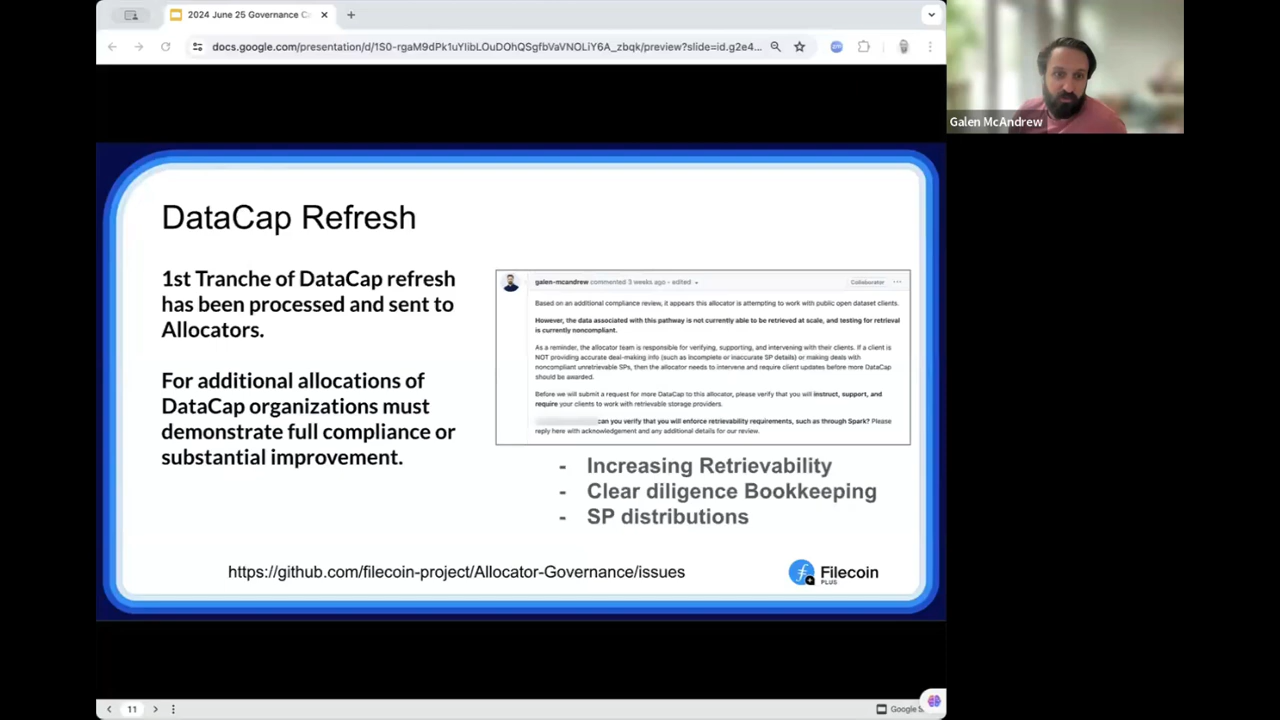 2024 June 25 Governance C
docs.google.com/presentation/d/1S0-rgaM9dPk1uYIibLOuDOhQSgfbVaVNOLiY6A_zbqk/preview?slide=id.g2e4...
Galen McAndrew
DataCap Refresh
1st Tranche of DataCap refresh
has been processed and sent to
Allocators.
For additional allocations of
DataCap organizations must
demonstrate full compliance or
substantial improvement.
galen-mcandrew commented 3 weeks ago - edited
Collaborator
Based on an additional compliance review, it appears this allocator is attempting to work with public open dataset clients.
However, the data associated with this pathway is not currently able to be retrieved at scale, and testing for retrieval
is currently noncompliant.
As a reminder, the allocator team is responsible for verifying, supporting, and intervening with their clients. If a client is
NOT providing accurate deal-making info (such as incomplete or inaccurate SP details) or making deals with
noncompliant unretrievable SPs, then the allocator needs to intervene and require client updates before more DataCap
should be awarded.
Before we will submit a request for more DataCap to this allocator, please verify that you will instruct, support, and
require your clients to work with retrievable storage providers.
can you verify that you will enforce retrievability requirements, such as through Spark? Please
reply here with acknowledgement and any additional details for our review.
- Increasing Retrievability
- Clear diligence Bookkeeping
- SP distributions
https://github.com/filecoin-project/Allocator-Governance/issues
Filecoin
PLUS
11
Google